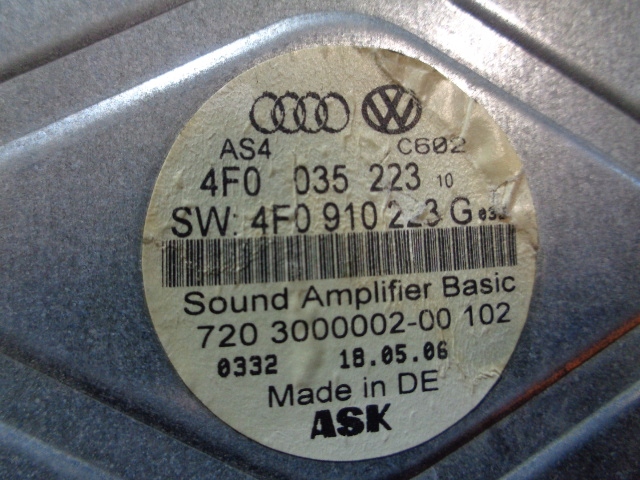 AS4 C602
4F0 035 223 10
SW: 4F0 910 223 G
Sound Amplifier Basic
720 3000002-00 102
0332 18.05.06
Made in DE
ASK